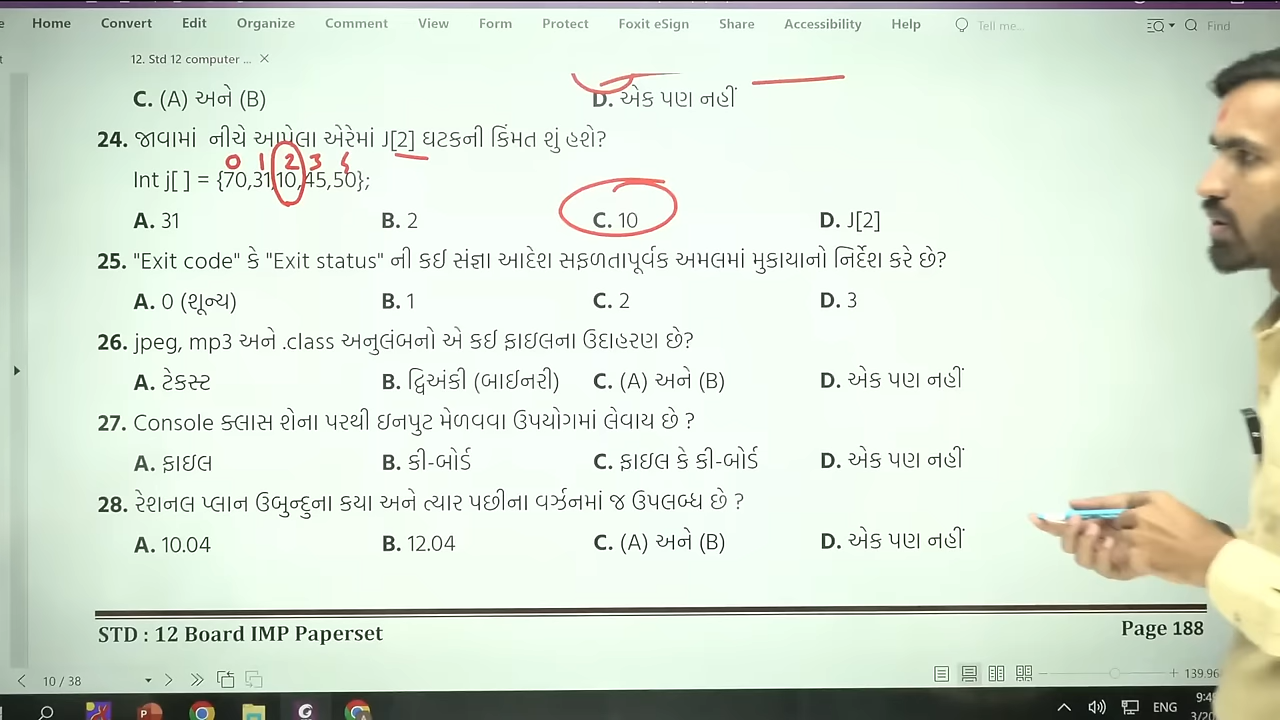 Home Convert Edit Organize Comment View Form Protect Foxit eSign Share Accessibility Help Tell me... Find
12. Std 12 computer ... ×
C. (A) અને (B) D. એક પણ નહીં
24. જાવામાં નીચે આપેલા એરેમાં J[2] ઘટકની કિંમત શું હશે?
0 1 2 3 4
Int j[ ] = {70,31,10,45,50};
A. 31 B. 2 C. 10 D. J[2]
25. "Exit code" કે "Exit status" ની કઈ સંજ્ઞા આદેશ સફળતાપૂર્વક અમલમાં મુકાયાનો નિર્દેશ કરે છે?
A. 0 (શૂન્ય) B. 1 C. 2 D. 3
26. jpeg, mp3 અને .class અનુલંબનો એ કઈ ફાઇલના ઉદાહરણ છે?
A. ટેકસ્ટ B. દ્વિઅંકી (બાઈનરી) C. (A) અને (B) D. એક પણ નહીં
27. Console ક્લાસ શેના પરથી ઇનપુટ મેળવવા ઉપયોગમાં લેવાય છે ?
A. ફાઇલ B. કી-બોર્ડ C. ફાઇલ કે કી-બોર્ડ D. એક પણ નહીં
28. રેશનલ પ્લાન ઉબુન્ટુના કયા અને ત્યાર પછીના વર્ઝનમાં જ ઉપલબ્ધ છે ?
A. 10.04 B. 12.04 C. (A) અને (B) D. એક પણ નહીં
STD : 12 Board IMP Paperset Page 188
10 / 38 139.96
ENG